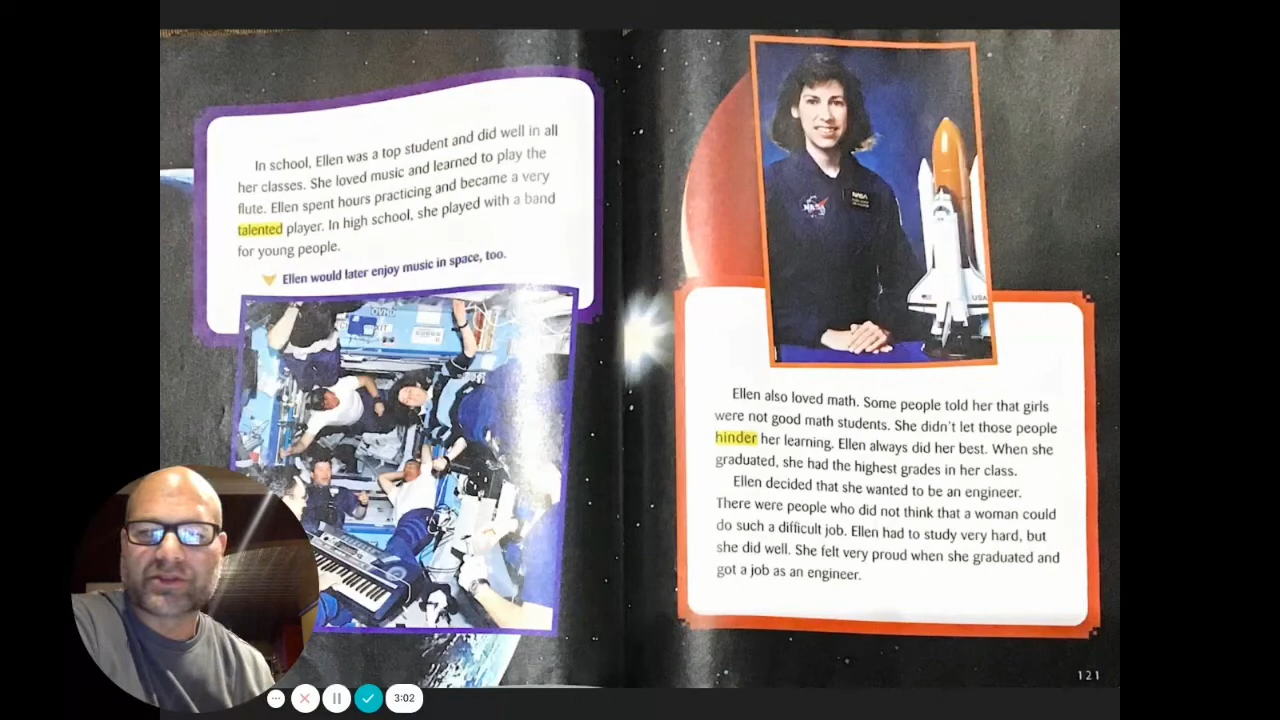 In school, Ellen was a top student and did well in all
her classes. She loved music and learned to play the
flute. Ellen spent hours practicing and became a very
talented player. In high school, she played with a band
for young people.
Ellen would later enjoy music in space, too.
OVHD
EXIT
NASA
NASA
USA
Ellen also loved math. Some people told her that girls
were not good math students. She didn't let those people
hinder her learning. Ellen always did her best. When she
graduated, she had the highest grades in her class.
Ellen decided that she wanted to be an engineer.
There were people who did not think that a woman could
do such a difficult job. Ellen had to study very hard, but
she did well. She felt very proud when she graduated and
got a job as an engineer.
121
3:02